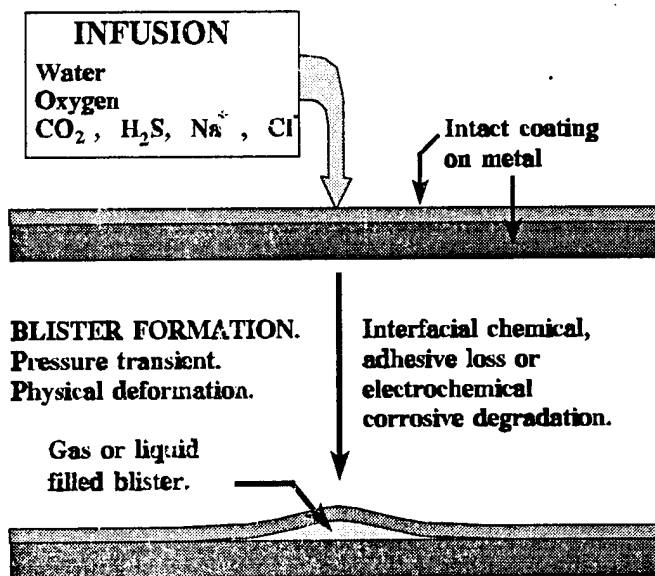 INFUSION
Water
Oxygen
CO₂ , H₂S, Na⁺ , Cl⁻
Intact coating
on metal
BLISTER FORMATION.
Pressure transient.
Physical deformation.
Interfacial chemical,
adhesive loss or
electrochemical
corrosive degradation.
Gas or liquid
filled blister.